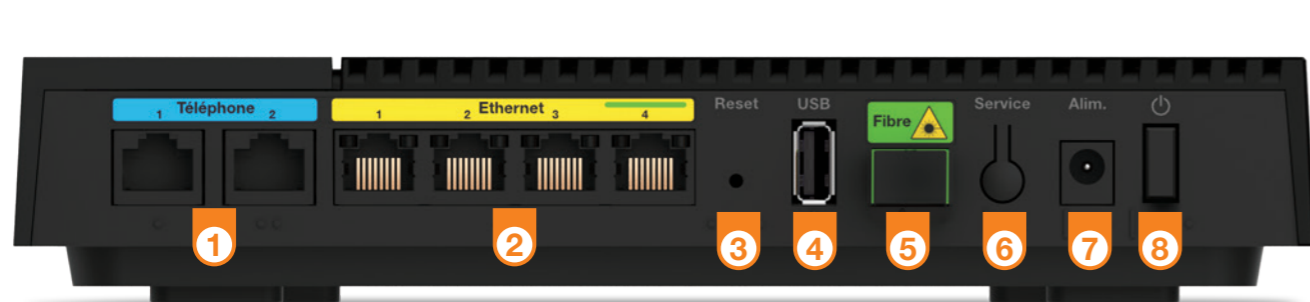 Téléphone
1 2
Ethernet
1 2 3 4
Reset
USB
Fibre
Service
Alim.
1 2 3 4 5 6 7 8